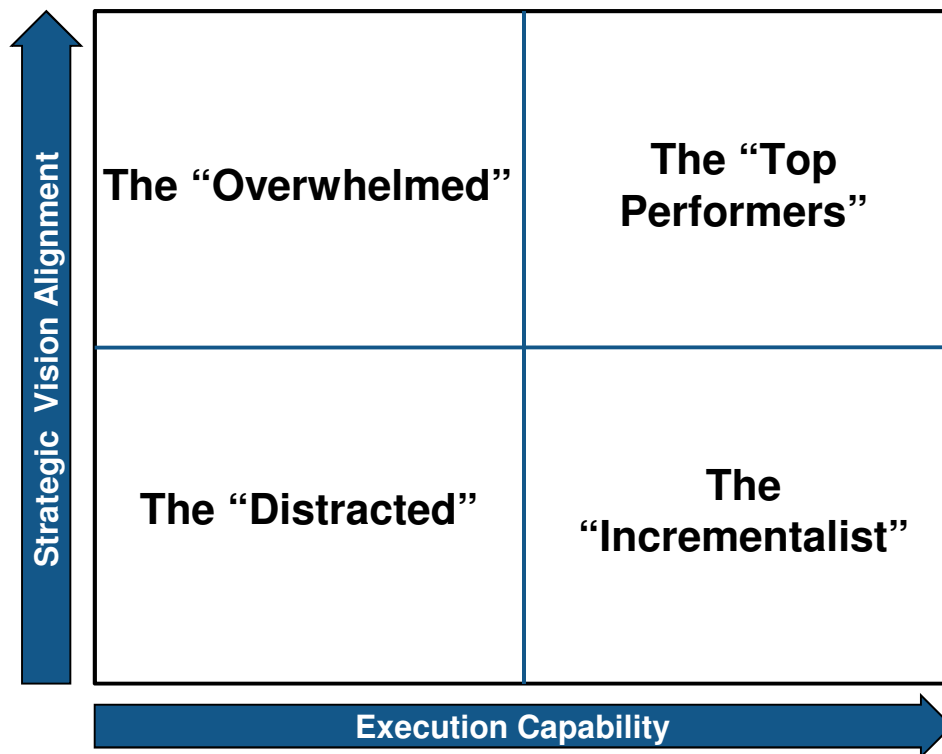 Strategic Vision Alignment
The “Overwhelmed”
The “Top
Performers”
The “Distracted”
The
“Incrementalist”
Execution Capability